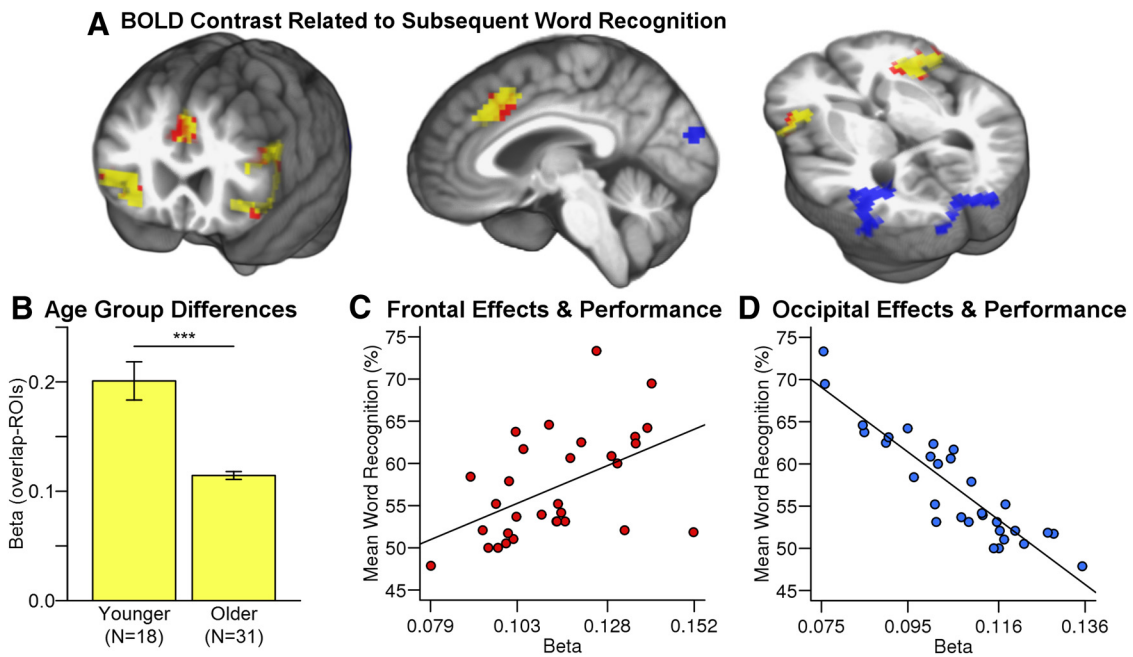 A BOLD Contrast Related to Subsequent Word Recognition
B Age Group Differences
Beta (overlap-ROIs)
0.2
0.1
0.0
***
Younger
(N=18)
Older
(N=31)
C Frontal Effects & Performance
Mean Word Recognition (%)
75
70
65
60
55
50
45
0.079 0.103 0.128 0.152
Beta
D Occipital Effects & Performance
Mean Word Recognition (%)
75
70
65
60
55
50
45
0.075 0.095 0.116 0.136
Beta